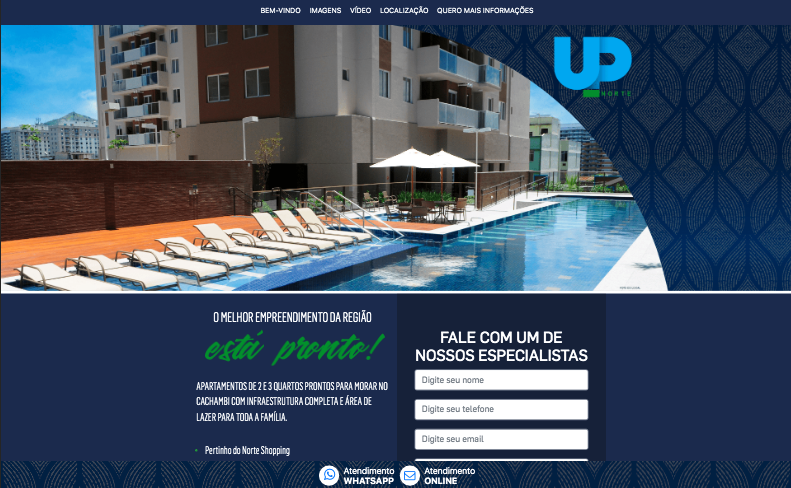 BEM-VINDO IMAGENS VÍDEO LOCALIZAÇÃO QUERO MAIS INFORMAÇÕES
UP
NORTE
O MELHOR EMPREENDIMENTO DA REGIÃO
está pronto!
APARTAMENTOS DE 2 E 3 QUARTOS PRONTOS PARA MORAR NO
CACHAMBI COM INFRAESTRUTURA COMPLETA E ÁREA DE
LAZER PARA TODA A FAMÍLIA.
Pertinho do Norte Shopping
FALE COM UM DE
NOSSOS ESPECIALISTAS
Digite seu nome
Digite seu telefone
Digite seu email
Atendimento
WHATSAPP
Atendimento
ONLINE